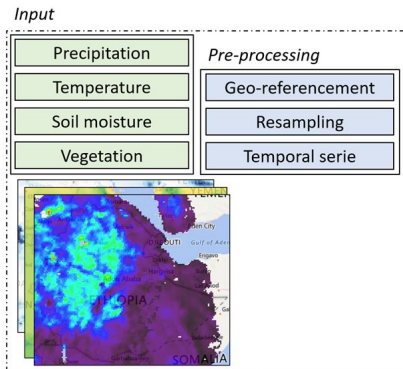 Input
Precipitation
Temperature
Soil moisture
Vegetation
Pre-processing
Geo-referencement
Resampling
Temporal serie
DJIBOUTI
Gulf of Aden
Erigavo
ETHIOPIA
SOMALIA